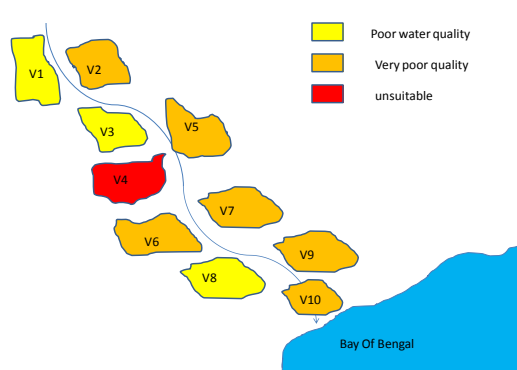 Poor water quality
Very poor quality
unsuitable
V1
V2
V3
V5
V4
V7
V6
V9
V8
V10
Bay Of Bengal